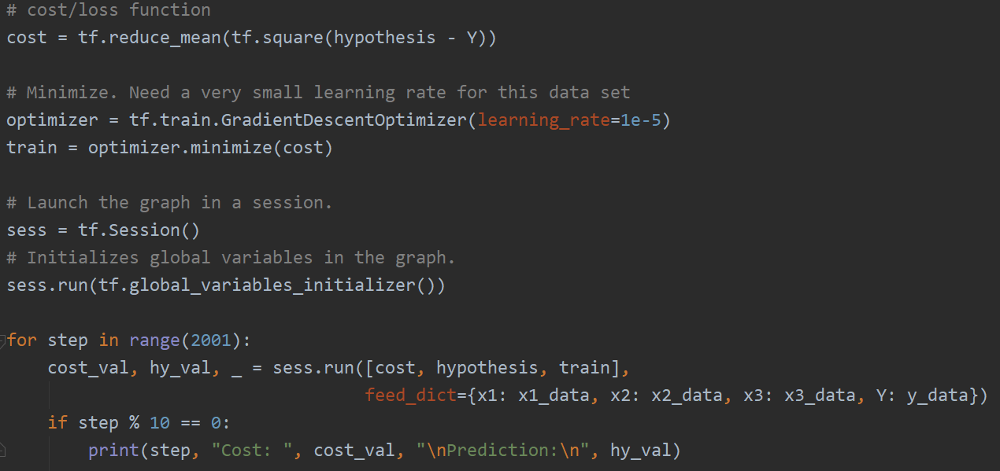 # cost/loss function
cost = tf.reduce_mean(tf.square(hypothesis - Y))
# Minimize. Need a very small learning rate for this data set
optimizer = tf.train.GradientDescentOptimizer(learning_rate=1e-5)
train = optimizer.minimize(cost)
# Launch the graph in a session.
sess = tf.Session()
# Initializes global variables in the graph.
sess.run(tf.global_variables_initializer())
for step in range(2001):
    cost_val, hy_val, _ = sess.run([cost, hypothesis, train],
                                   feed_dict={x1: x1_data, x2: x2_data, x3: x3_data, Y: y_data})
    if step % 10 == 0:
        print(step, "Cost: ", cost_val, "\nPrediction:\n", hy_val)